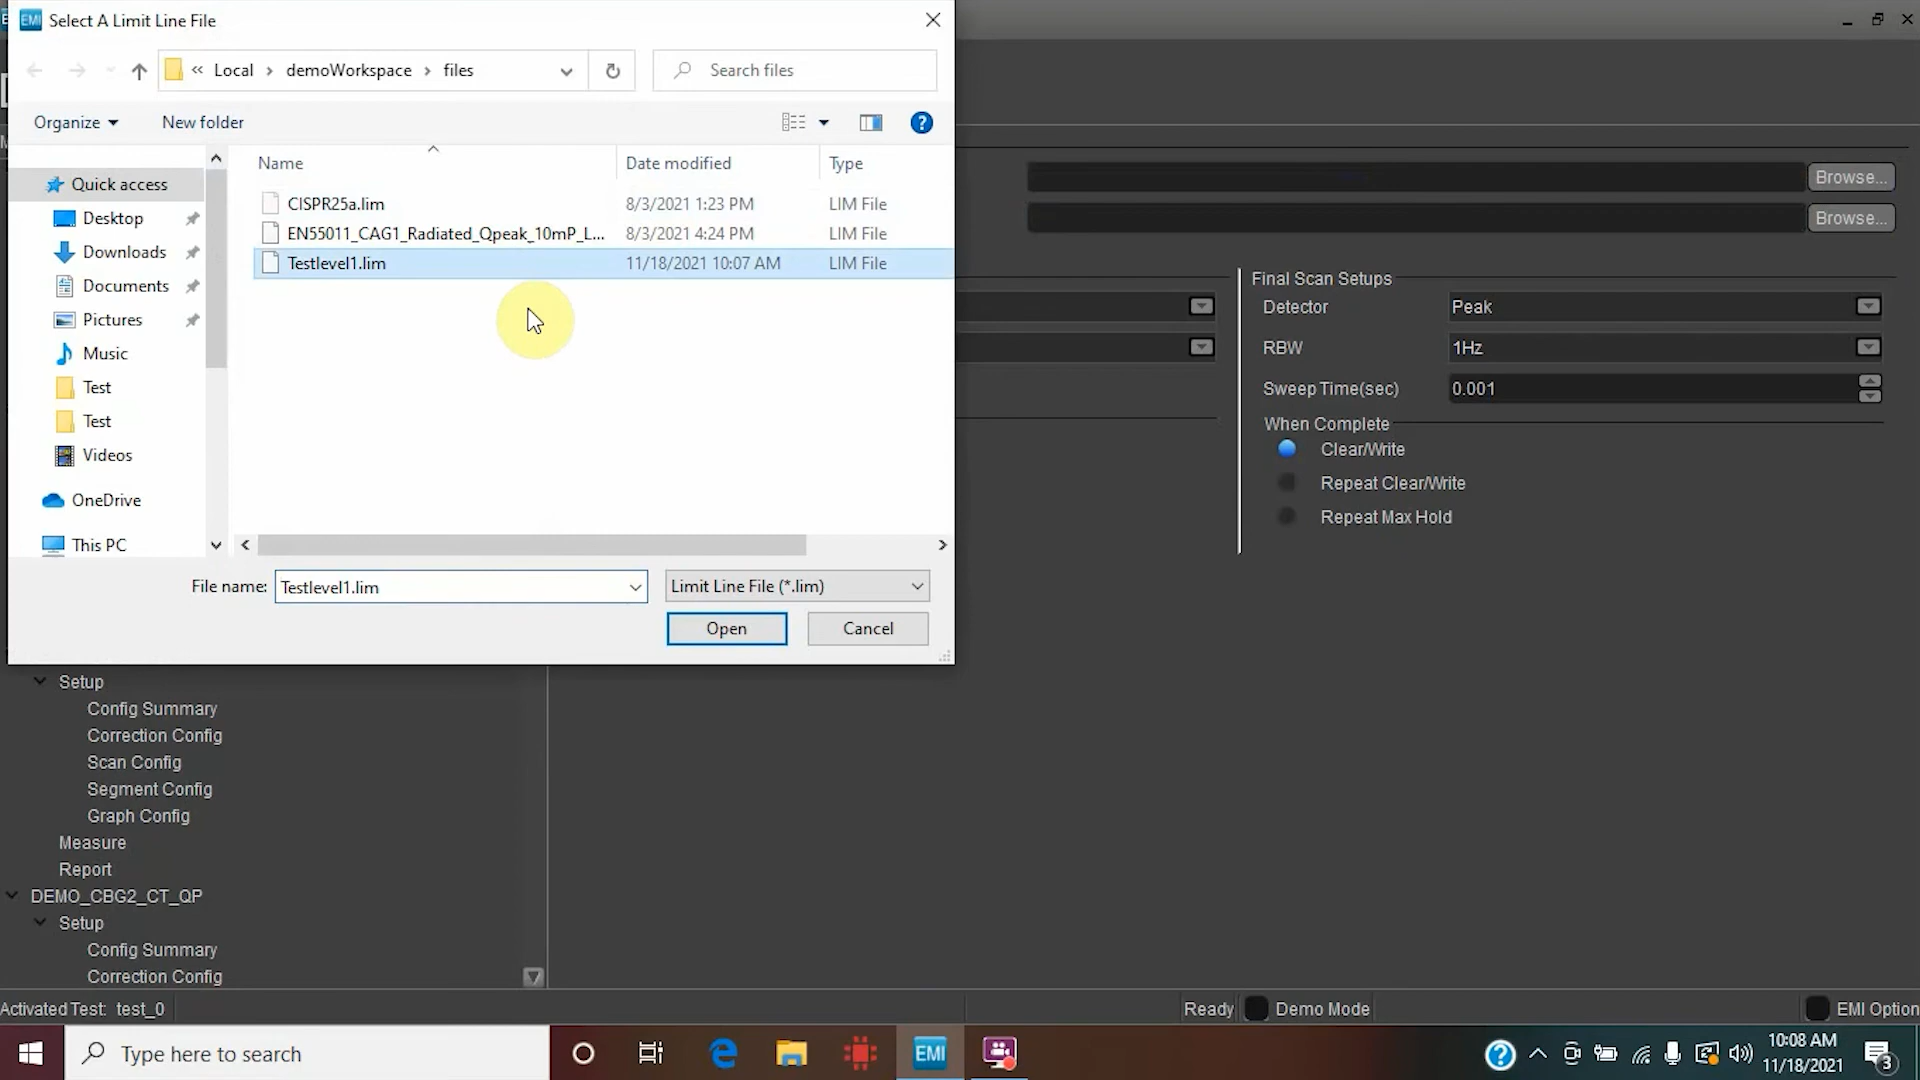 EMI Select A Limit Line File
« Local › demoWorkspace › files
Search files
Organize
New folder
Name
Date modified
Type
CISPR25a.lim 8/3/2021 1:23 PM LIM File
EN55011_CAG1_Radiated_Qpeak_10mP_L... 8/3/2021 4:24 PM LIM File
Testlevel1.lim 11/18/2021 10:07 AM LIM File
Quick access
Desktop
Downloads
Documents
Pictures
Music
Test
Test
Videos
OneDrive
This PC
File name: Testlevel1.lim
Limit Line File (*.lim)
Open
Cancel
Browse...
Browse...
Final Scan Setups
Detector Peak
RBW 1Hz
Sweep Time(sec) 0.001
When Complete
Clear/Write
Repeat Clear/Write
Repeat Max Hold
Setup
Config Summary
Correction Config
Scan Config
Segment Config
Graph Config
Measure
Report
DEMO_CBG2_CT_QP
Setup
Config Summary
Correction Config
Activated Test: test_0
Ready
Demo Mode
EMI Option
Type here to search
EMI
10:08 AM
11/18/2021
3